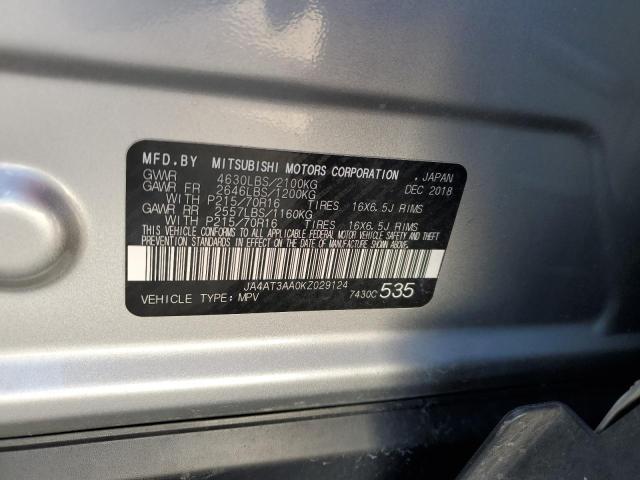 MFD.BY MITSUBISHI MOTORS CORPORATION , JAPAN
GVWR 4630LBS/2100KG DEC 2018
GAWR FR 2646LBS/1200KG
WITH P215/70R16 TIRES 16X6.5J RIMS
GAWR RR 5557LBS/1160KG
WITH P215/70R16 TIRES 16X6.5J RIMS
THIS VEHICLE CONFORMS TO ALL APPLICABLE FEDERAL MOTOR VEHICLE SAFETY AND THEFT
PREVENTION STANDARDS IN EFFECT ON THE DATE OF MANUFACTURE SHOWN ABOVE.
JA4AT3AA0KZ029124
VEHICLE TYPE: MPV 7430C 535